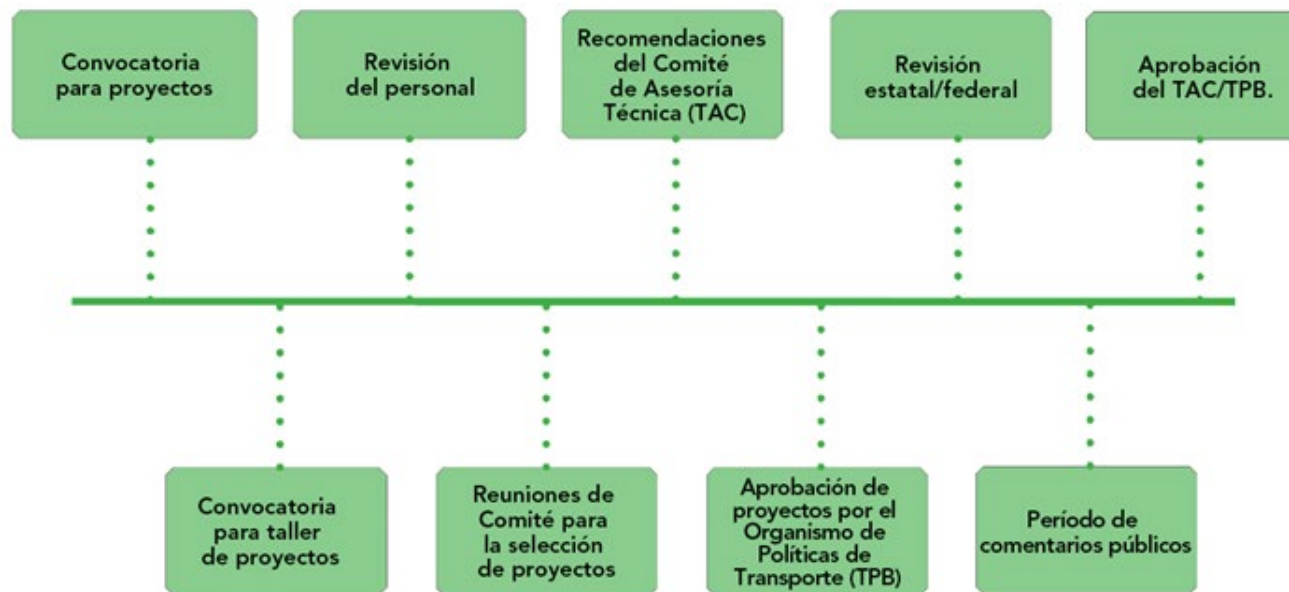 Convocatoria
para proyectos
Revisión
del personal
Recomendaciones
del Comité
de Asesoría
Técnica (TAC)
Revisión
estatal/federal
Aprobación
del TAC/TPB.
Convocatoria
para taller
de proyectos
Reuniones de
Comité para
la selección
de proyectos
Aprobación de
proyectos por el
Organismo de
Políticas de
Transporte (TPB)
Período de
comentarios públicos